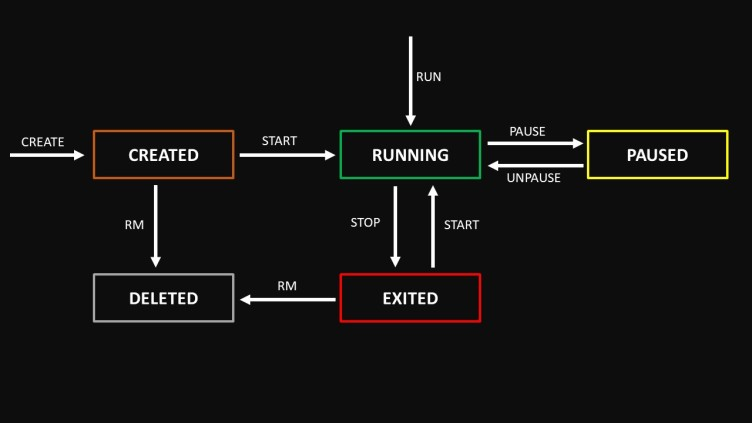 RUN
CREATE
CREATED
START
RUNNING
PAUSE
UNPAUSE
PAUSED
RM
STOP
START
DELETED
RM
EXITED